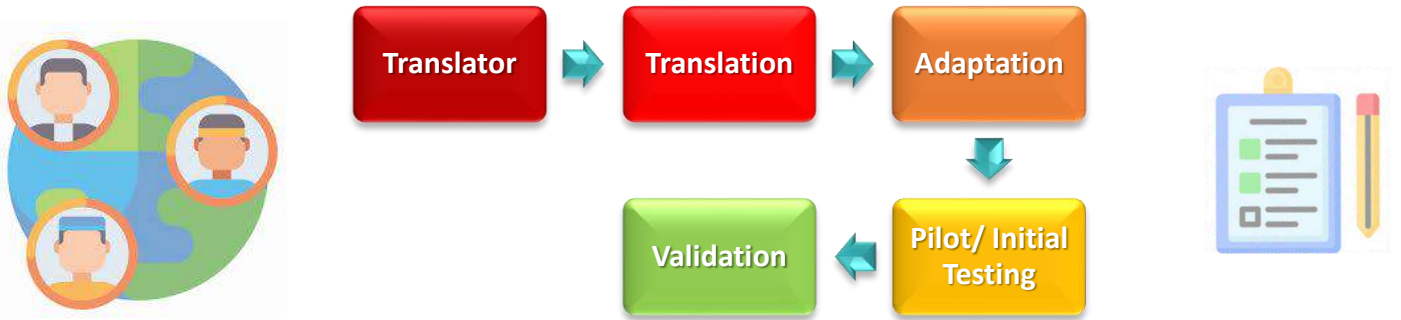 Translator
Translation
Adaptation
Pilot/ Initial
Testing
Validation